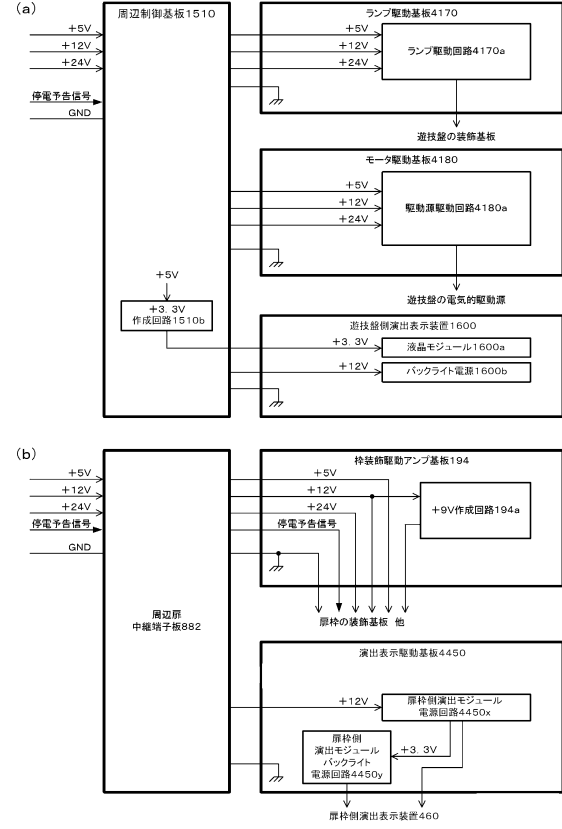 (a)
周辺制御基板1510
ランプ駆動基板4170
+5V
+12V
+24V
停電予告信号
GND
+5V
+12V
+24V
ランプ駆動回路4170a
遊技盤の装飾基板
モータ駆動基板4180
+5V
+12V
+24V
駆動源駆動回路4180a
遊技盤の電気的駆動源
+5V
+3.3V
作成回路1510b
遊技盤側演出表示装置1600
+3.3V
液晶モジュール1600a
+12V
バックライト電源1600b
(b)
枠装飾駆動アンプ基板194
+5V
+12V
+24V
停電予告信号
GND
+5V
+12V
+24V
停電予告信号
+9V作成回路194a
扉枠の装飾基板 他
周辺扉
中継端子板882
演出表示駆動基板4450
+12V
扉枠側演出モジュール
電源回路4450x
+3.3V
扉枠側
演出モジュール
バックライト
電源回路4450y
扉枠側演出表示装置460